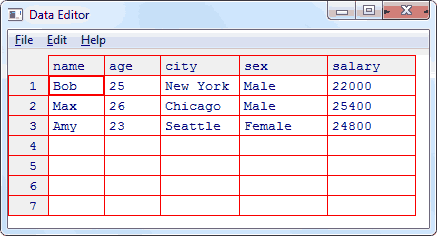 Data Editor
File Edit Help
name age city sex salary
1 Bob 25 New York Male 22000
2 Max 26 Chicago Male 25400
3 Amy 23 Seattle Female 24800
4
5
6
7